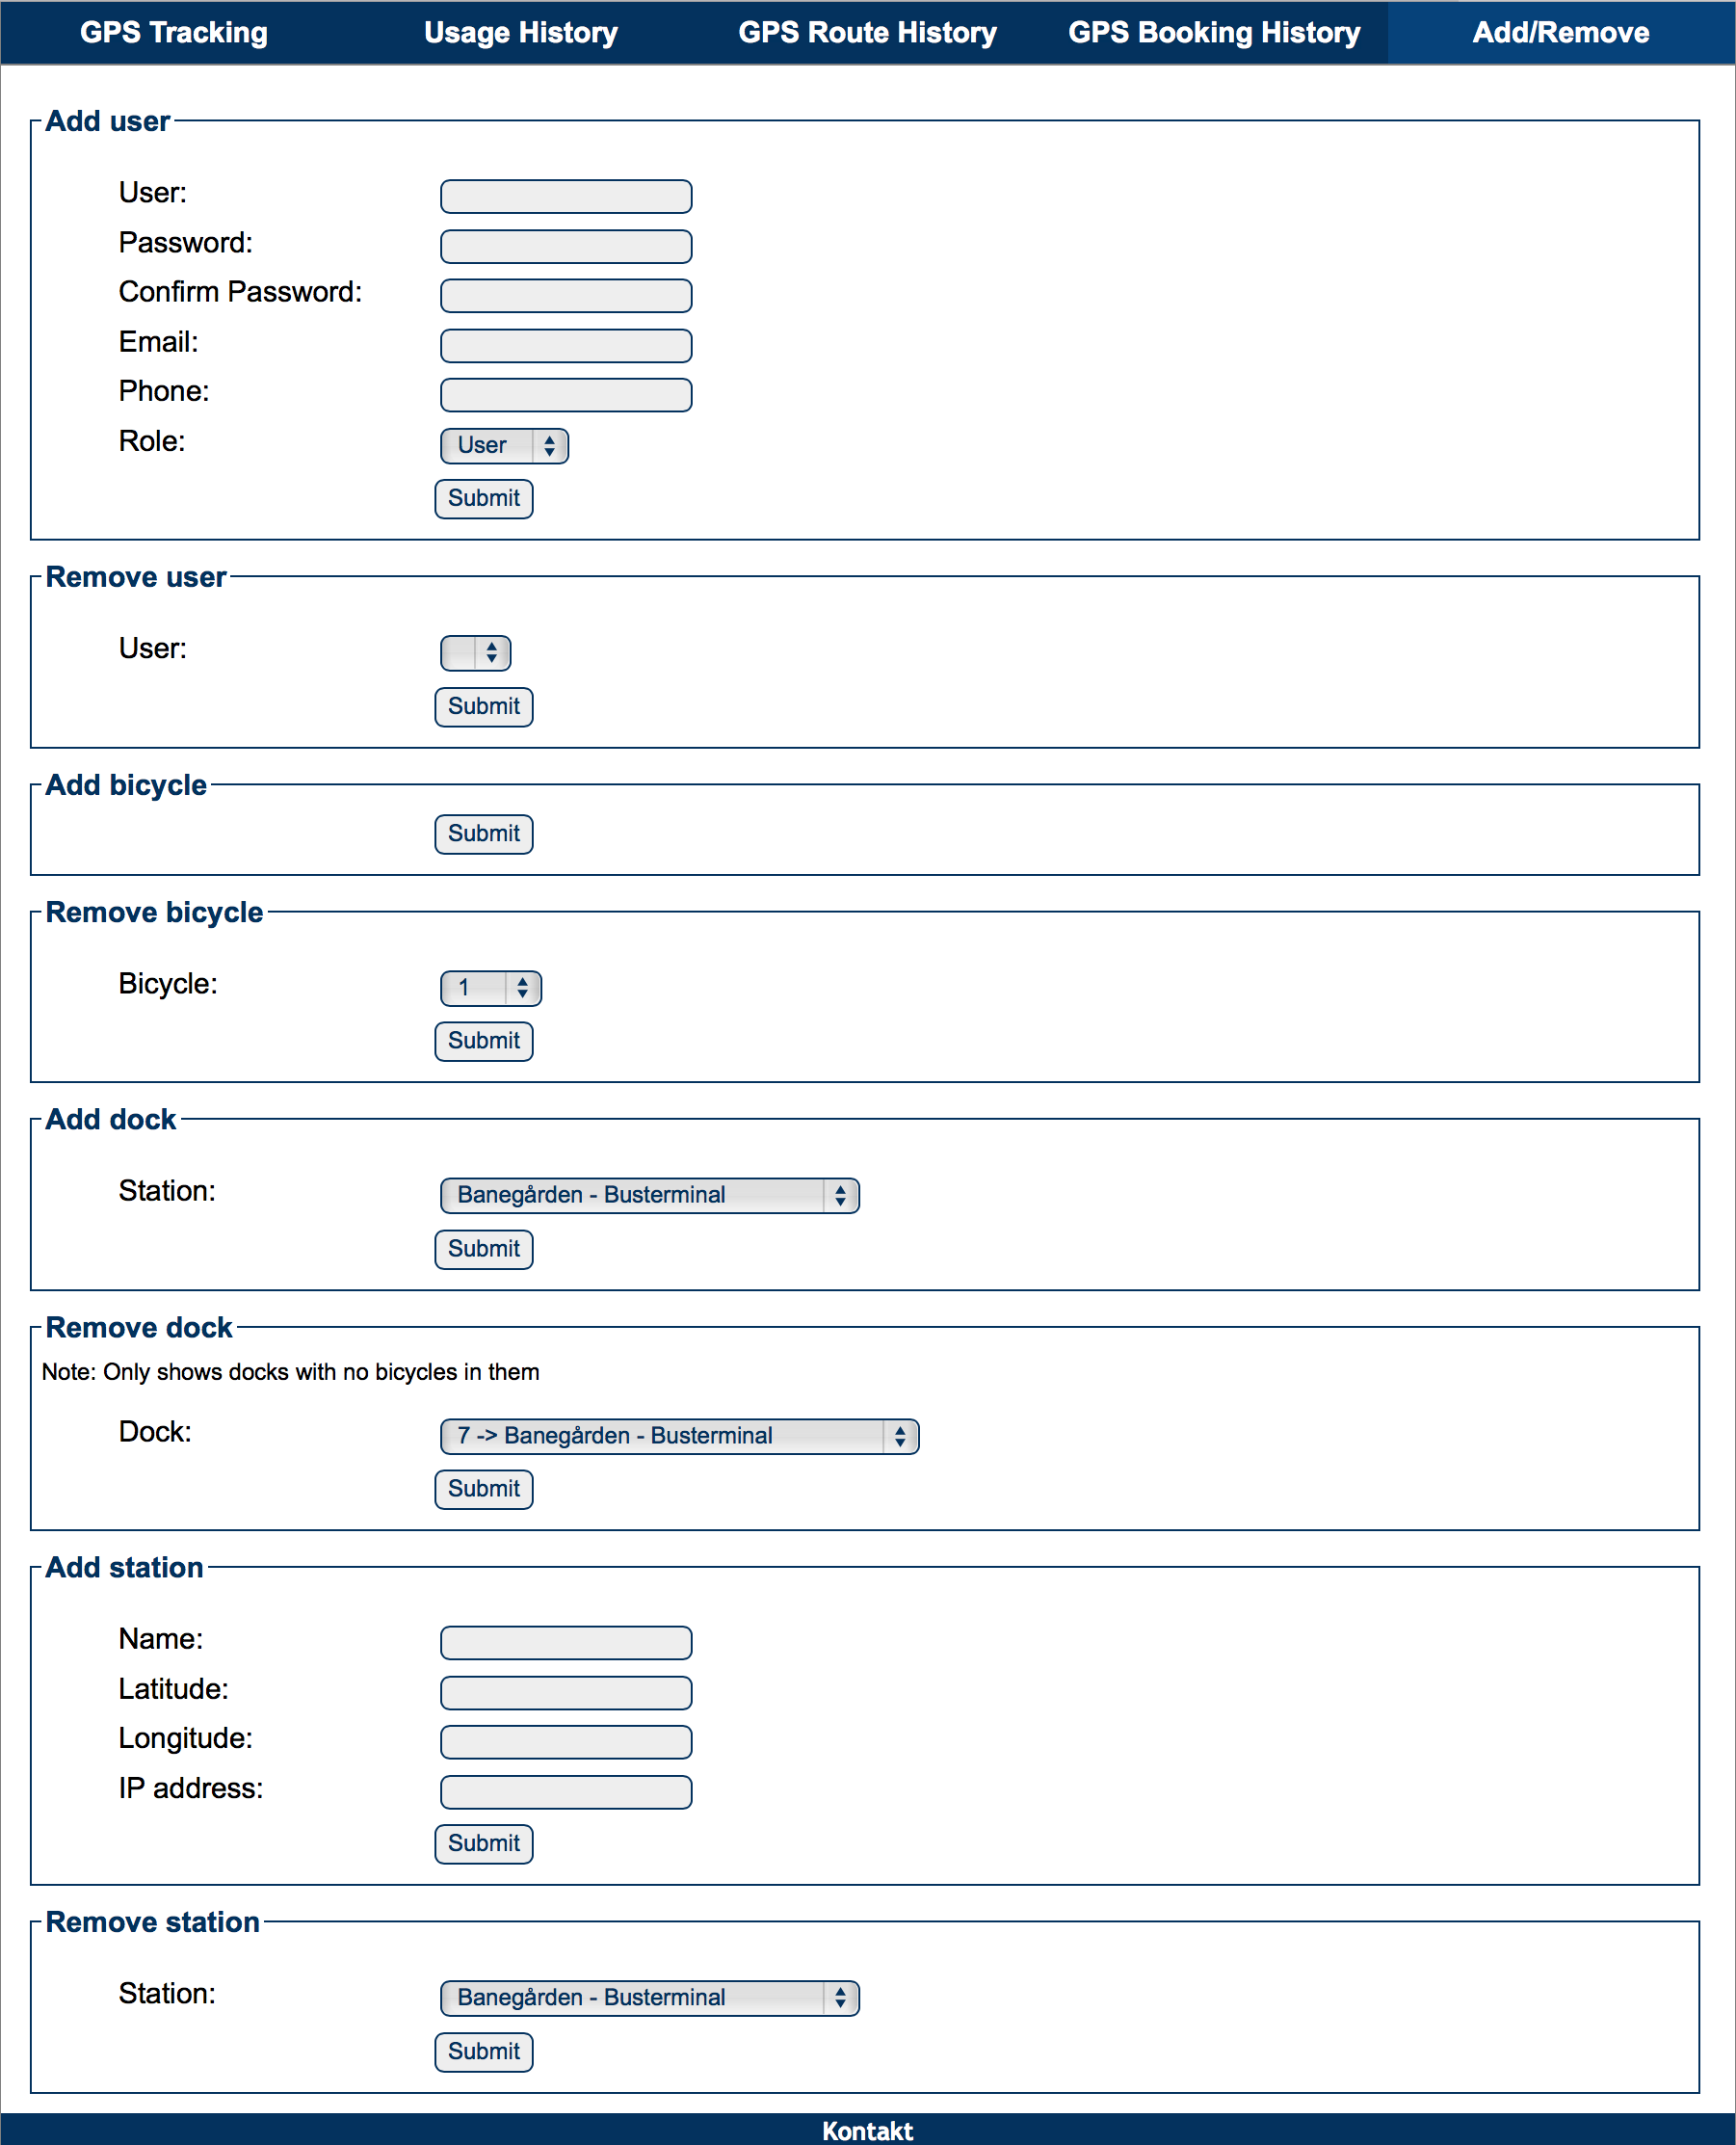 GPS Tracking Usage History GPS Route History GPS Booking History Add/Remove
Add user
User:
Password:
Confirm Password:
Email:
Phone:
Role: User
Submit
Remove user
User:
Submit
Add bicycle
Submit
Remove bicycle
Bicycle: 1
Submit
Add dock
Station: Banegården - Busterminal
Submit
Remove dock
Note: Only shows docks with no bicycles in them
Dock: 7 -> Banegården - Busterminal
Submit
Add station
Name:
Latitude:
Longitude:
IP address:
Submit
Remove station
Station: Banegården - Busterminal
Submit
Kontakt